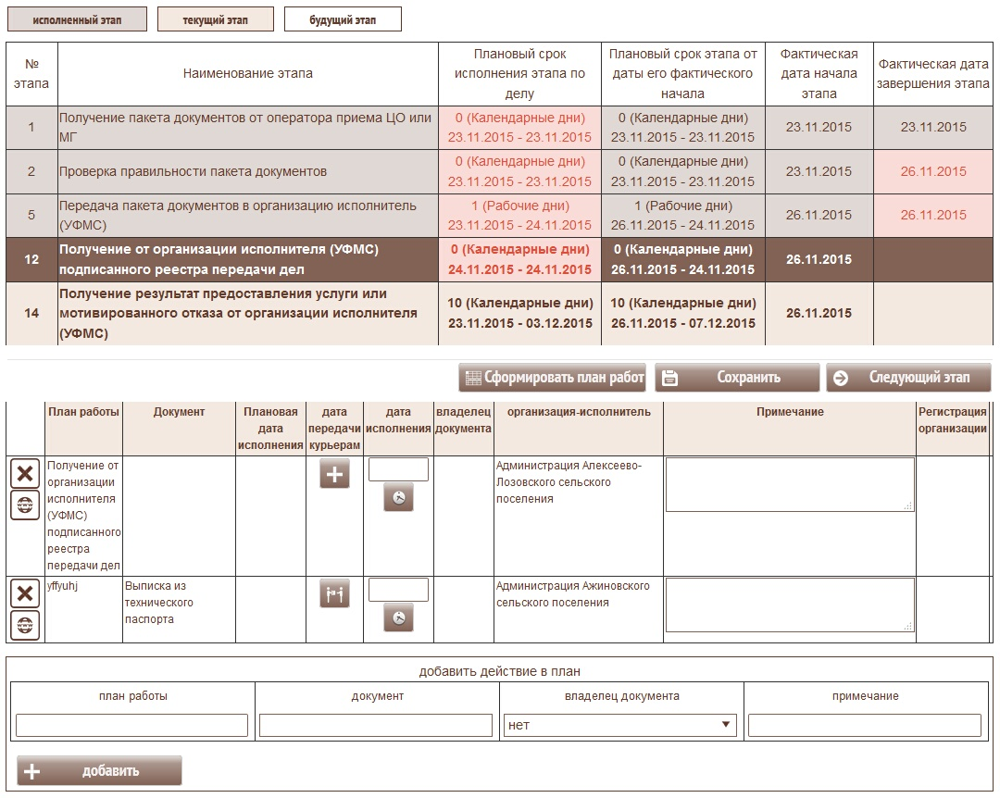 исполненный этап
текущий этап
будущий этап
№ этапа
Наименование этапа
Плановый срок исполнения этапа по делу
Плановый срок этапа от даты его фактического начала
Фактическая дата начала этапа
Фактическая дата завершения этапа
1
Получение пакета документов от оператора приема ЦО или
МГ
0 (Календарные дни)
23.11.2015 - 23.11.2015
0 (Календарные дни)
23.11.2015 - 23.11.2015
23.11.2015
23.11.2015
2
Проверка правильности пакета документов
0 (Календарные дни)
23.11.2015 - 23.11.2015
0 (Календарные дни)
23.11.2015 - 23.11.2015
23.11.2015
26.11.2015
5
Передача пакета документов в организацию исполнитель
(УФМС)
1 (Рабочие дни)
23.11.2015 - 24.11.2015
1 (Рабочие дни)
26.11.2015 - 24.11.2015
26.11.2015
26.11.2015
12
Получение от организации исполнителя (УФМС)
подписанного реестра передачи дел
0 (Календарные дни)
24.11.2015 - 24.11.2015
0 (Календарные дни)
26.11.2015 - 24.11.2015
26.11.2015
14
Получение результат предоставления услуги или
мотивированного отказа от организации исполнителя
(УФМС)
10 (Календарные дни)
23.11.2015 - 03.12.2015
10 (Календарные дни)
26.11.2015 - 07.12.2015
26.11.2015
Сформировать план работ
Сохранить
Следующий этап
План работы
Документ
Плановая
дата
исполнения
дата
передачи
курьерам
дата
исполнения
владелец
документа
организация-исполнитель
Примечание
Регистрация
организации
Получение от
организации
исполнителя
(УФМС)
подписанного
реестра
передачи дел
Администрация Алексеево-
Лозовского сельского
поселения
yffyuhj
Выписка из
технического
паспорта
Администрация Ажиновского
сельского поселения
добавить действие в план
план работы
документ
владелец документа
примечание
нет
добавить